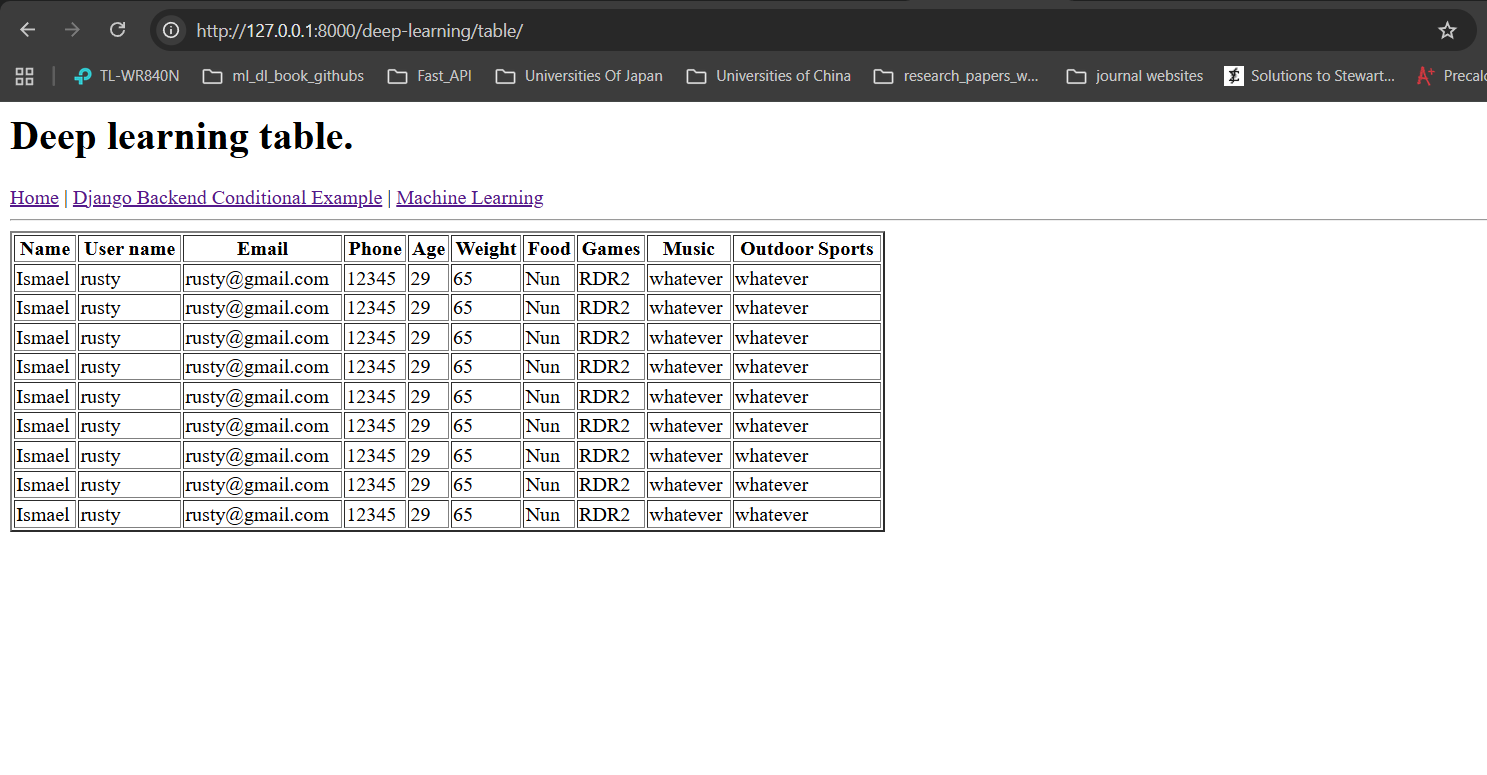 http://127.0.0.1:8000/deep-learning/table/
TL-WR840N ml_dl_book_githubs Fast_API Universities Of Japan Universities of China research_papers_w... journal websites Solutions to Stewart... Precalc
Deep learning table.
Home | Django Backend Conditional Example | Machine Learning
Name User name Email Phone Age Weight Food Games Music Outdoor Sports
Ismael rusty rusty@gmail.com 12345 29 65 Nun RDR2 whatever whatever
Ismael rusty rusty@gmail.com 12345 29 65 Nun RDR2 whatever whatever
Ismael rusty rusty@gmail.com 12345 29 65 Nun RDR2 whatever whatever
Ismael rusty rusty@gmail.com 12345 29 65 Nun RDR2 whatever whatever
Ismael rusty rusty@gmail.com 12345 29 65 Nun RDR2 whatever whatever
Ismael rusty rusty@gmail.com 12345 29 65 Nun RDR2 whatever whatever
Ismael rusty rusty@gmail.com 12345 29 65 Nun RDR2 whatever whatever
Ismael rusty rusty@gmail.com 12345 29 65 Nun RDR2 whatever whatever
Ismael rusty rusty@gmail.com 12345 29 65 Nun RDR2 whatever whatever